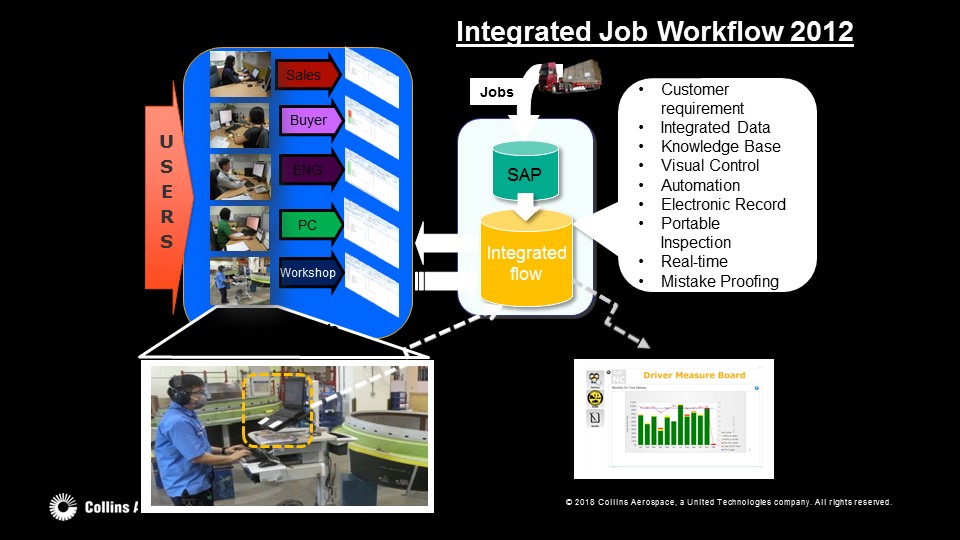 Integrated Job Workflow 2012
USERS
Sales
Buyer
ENG
PC
Workshop
Jobs
SAP
Integrated
flow
• Customer
requirement
• Integrated Data
• Knowledge Base
• Visual Control
• Automation
• Electronic Record
• Portable
Inspection
• Real-time
• Mistake Proofing
Driver Measure Board
Collins A
© 2018 Collins Aerospace, a United Technologies company. All rights reserved.